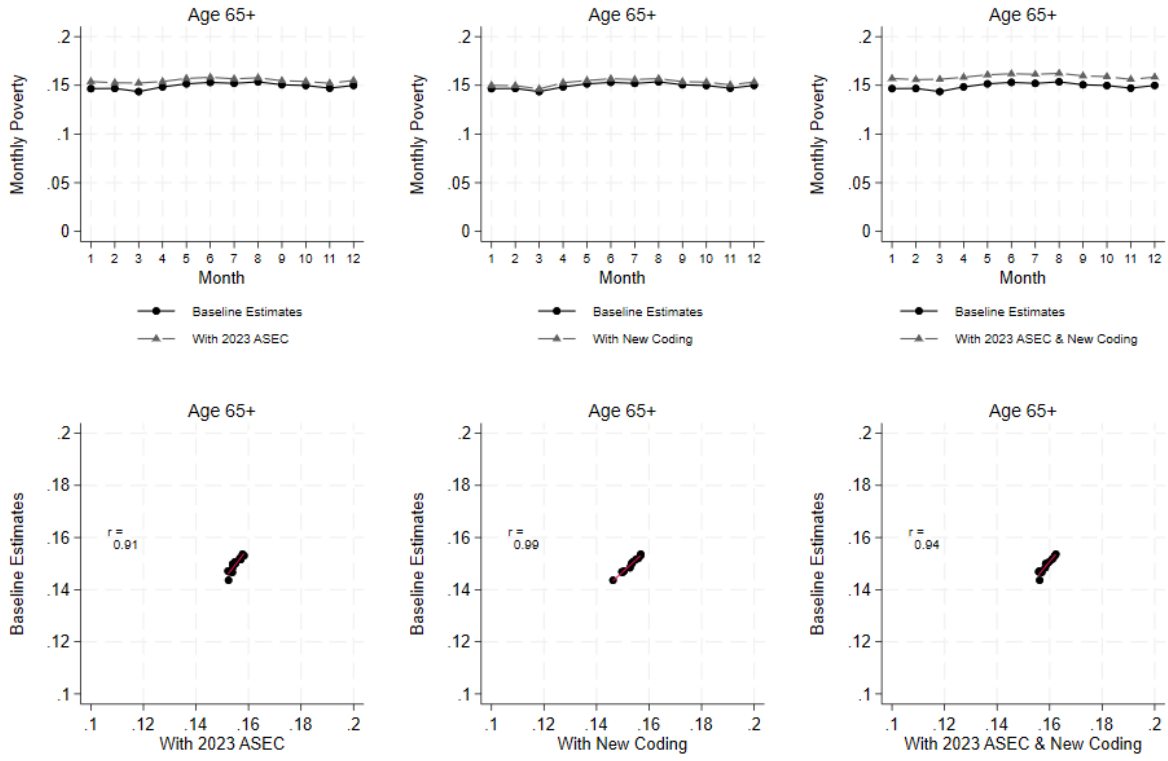 Age 65+
.2
.15
.1
.05
0
Monthly Poverty
1 2 3 4 5 6 7 8 9 10 11 12
Month
Baseline Estimates
With 2023 ASEC
Age 65+
.2
.15
.1
.05
0
Monthly Poverty
1 2 3 4 5 6 7 8 9 10 11 12
Month
Baseline Estimates
With New Coding
Age 65+
.2
.15
.1
.05
0
Monthly Poverty
1 2 3 4 5 6 7 8 9 10 11 12
Month
Baseline Estimates
With 2023 ASEC & New Coding
Age 65+
.2
.18
.16
.14
.12
.1
Baseline Estimates
r =
0.91
.1 .12 .14 .16 .18 .2
With 2023 ASEC
Age 65+
.2
.18
.16
.14
.12
.1
Baseline Estimates
r =
0.99
.1 .12 .14 .16 .18 .2
With New Coding
Age 65+
.2
.18
.16
.14
.12
.1
Baseline Estimates
r =
0.94
.1 .12 .14 .16 .18 .2
With 2023 ASEC & New Coding